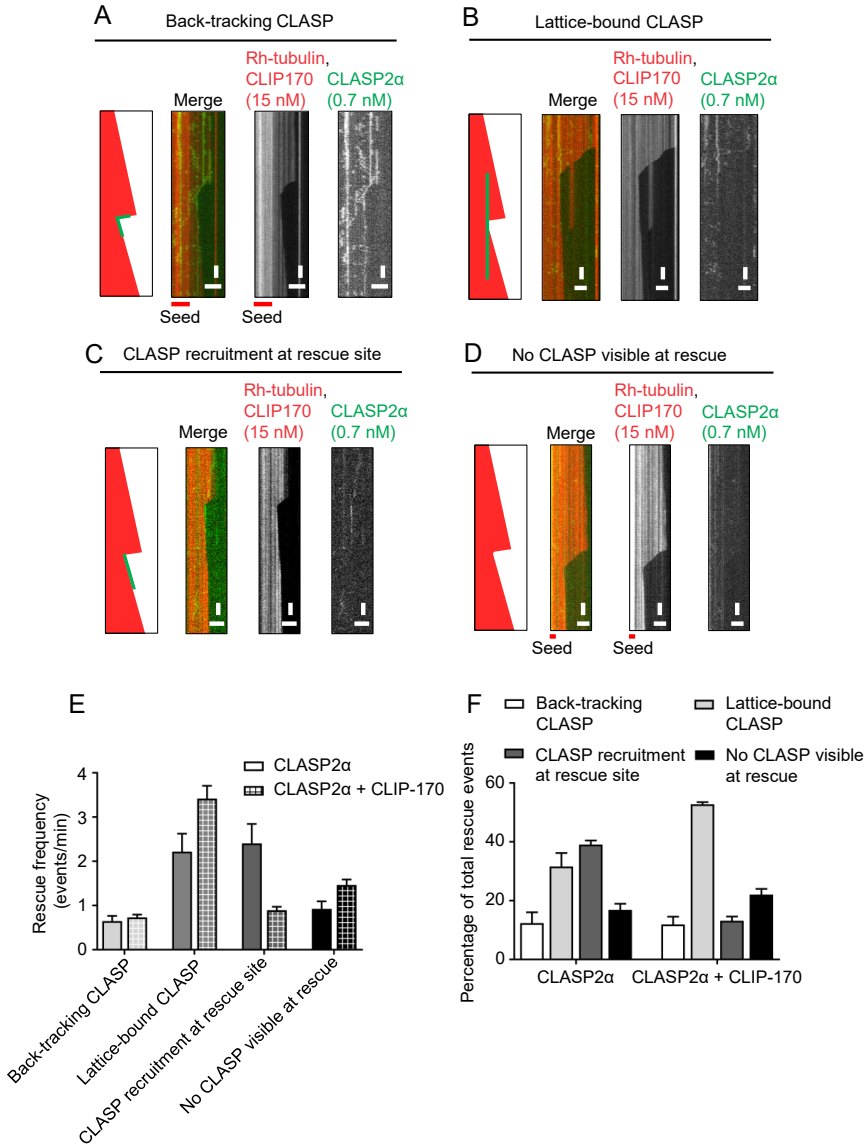 A
Back-tracking CLASP
Rh-tubulin,
CLIP170
(15 nM)
CLASP2α
(0.7 nM)
Merge
Seed
Seed
B
Lattice-bound CLASP
Rh-tubulin,
CLIP170
(15 nM)
CLASP2α
(0.7 nM)
Merge
C
CLASP recruitment at rescue site
Rh-tubulin,
CLIP170
(15 nM)
CLASP2α
(0.7 nM)
Merge
D
No CLASP visible at rescue
Rh-tubulin,
CLIP170
(15 nM)
CLASP2α
(0.7 nM)
Merge
Seed
Seed
E
CLASP2α
CLASP2α + CLIP-170
Rescue frequency
(events/min)
4
3
2
1
0
Back-tracking CLASP
Lattice-bound CLASP
CLASP recruitment at rescue site
No CLASP visible at rescue
F
Back-tracking
CLASP
Lattice-bound
CLASP
CLASP recruitment
at rescue site
No CLASP visible
at rescue
Percentage of total rescue events
60
40
20
0
CLASP2α
CLASP2α + CLIP-170